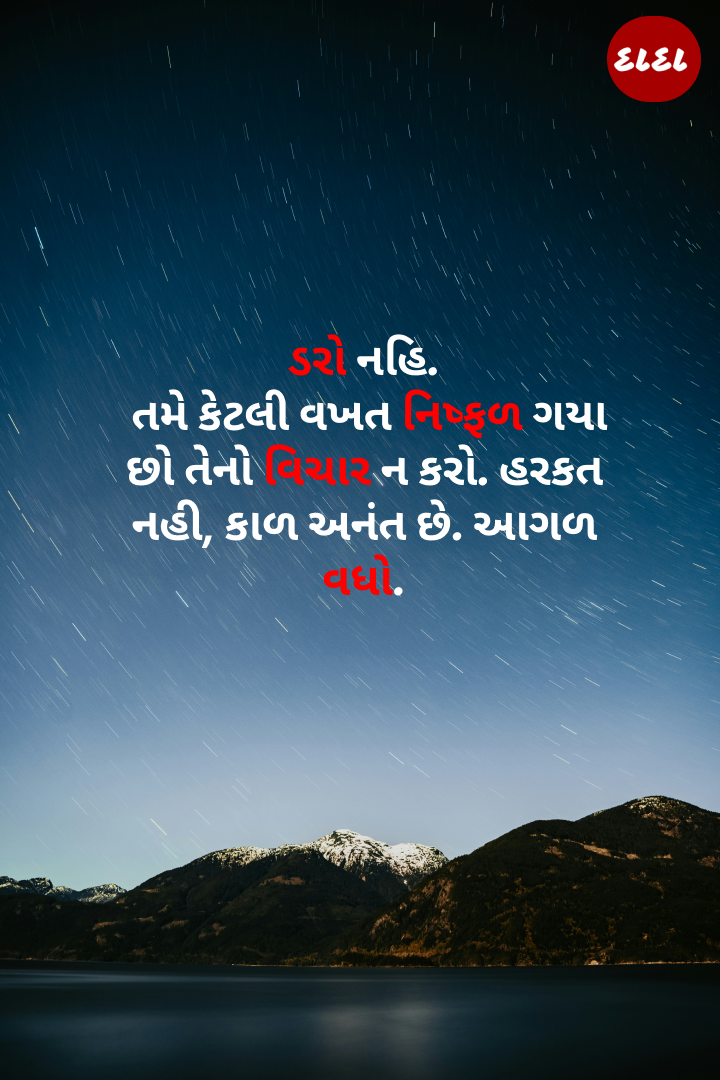 દાદા
ડરો નહિ.
તમે કેટલી વખત નિષ્ફળ ગયા
છો તેનો વિચાર ન કરો. હરકત
નહી, કાળ અનંત છે. આગળ
વધો.